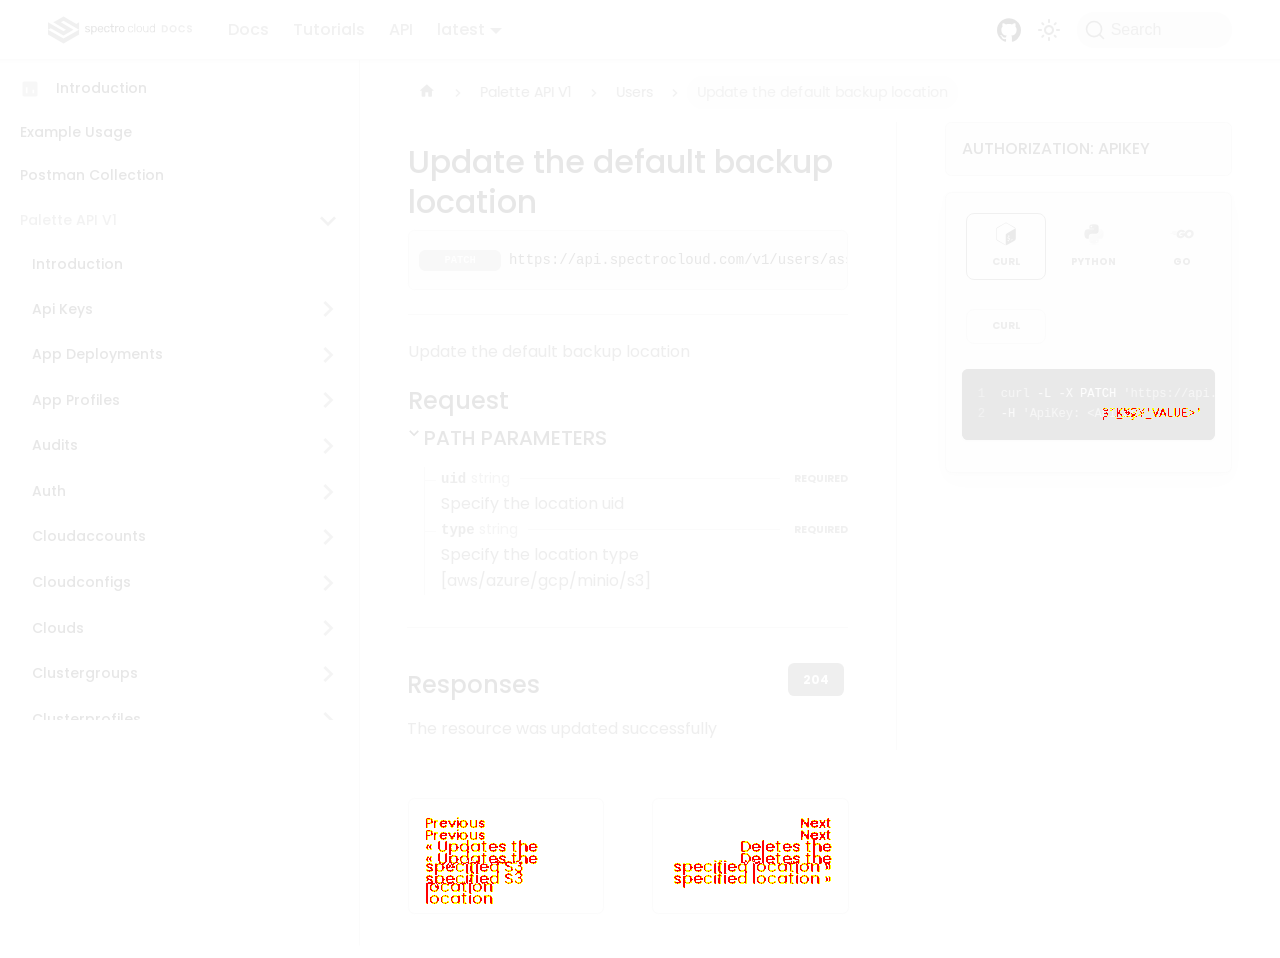 spectro cloud DOCS
Docs
Tutorials
API
latest
Search
Introduction
Example Usage
Postman Collection
Palette API V1
Introduction
Api Keys
App Deployments
App Profiles
Audits
Auth
Cloudaccounts
Cloudconfigs
Clouds
Clustergroups
Clusterprofiles
Palette API V1
Users
Update the default backup location
Update the default backup
location
PATCH https://api.spectrocloud.com/v1/users/as
Update the default backup location
Request
PATH PARAMETERS
uid string REQUIRED
Specify the location uid
type string REQUIRED
Specify the location type
[aws/azure/gcp/minio/s3]
Responses
204
The resource was updated successfully
Previous
« Updates the
specified S3
location
Next
Deletes the
specified location »
AUTHORIZATION: APIKEY
CURL PYTHON GO
CURL
1 curl -L -X PATCH 'https://api.
2 -H 'ApiKey: